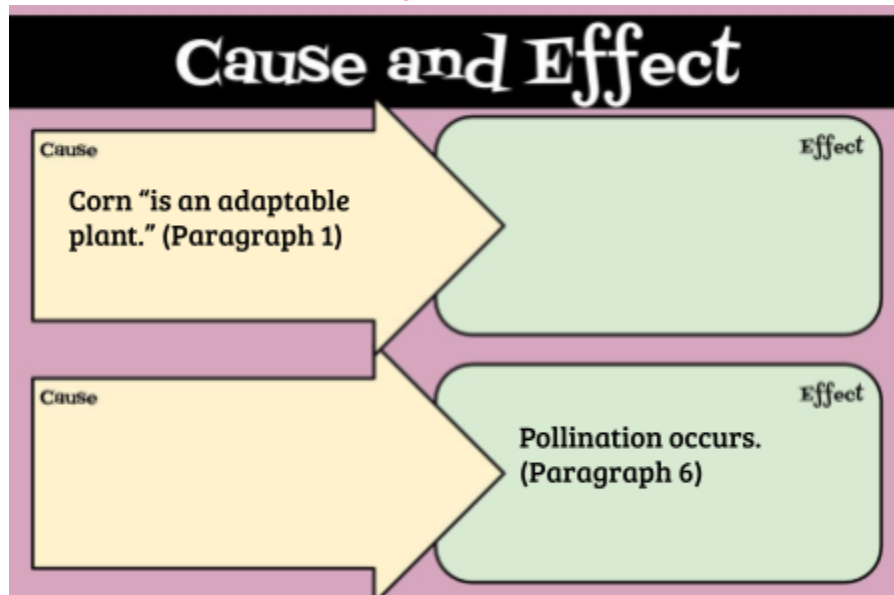 Cause and Effect
Cause
Corn “is an adaptable
plant.” (Paragraph 1)
Effect
Cause
Effect
Pollination occurs.
(Paragraph 6)